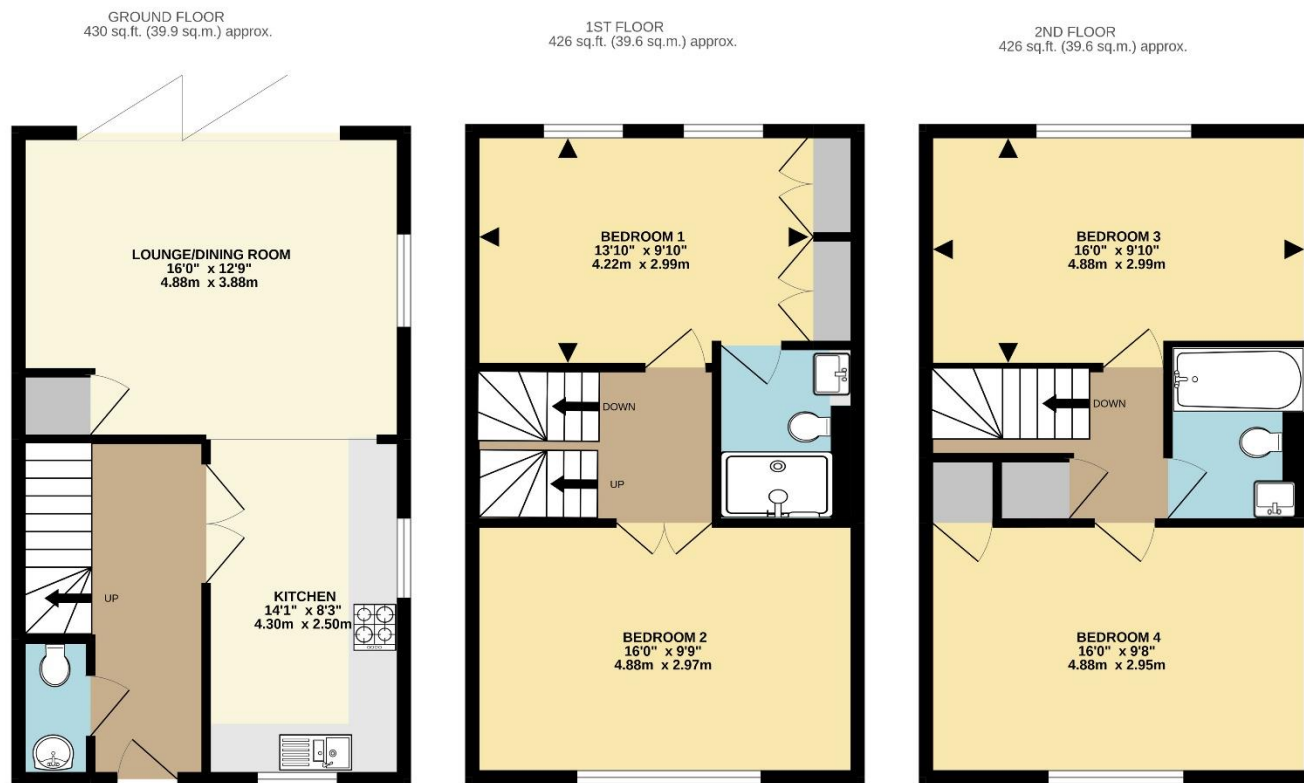 GROUND FLOOR
430 sq.ft. (39.9 sq.m.) approx.
LOUNGE/DINING ROOM
16'0" x 12'9"
4.88m x 3.88m
UP
KITCHEN
14'1" x 8'3"
4.30m x 2.50m
1ST FLOOR
426 sq.ft. (39.6 sq.m.) approx.
BEDROOM 1
13'10" x 9'10"
4.22m x 2.99m
DOWN
UP
BEDROOM 2
16'0" x 9'9"
4.88m x 2.97m
2ND FLOOR
426 sq.ft. (39.6 sq.m.) approx.
BEDROOM 3
16'0" x 9'10"
4.88m x 2.99m
DOWN
BEDROOM 4
16'0" x 9'8"
4.88m x 2.95m